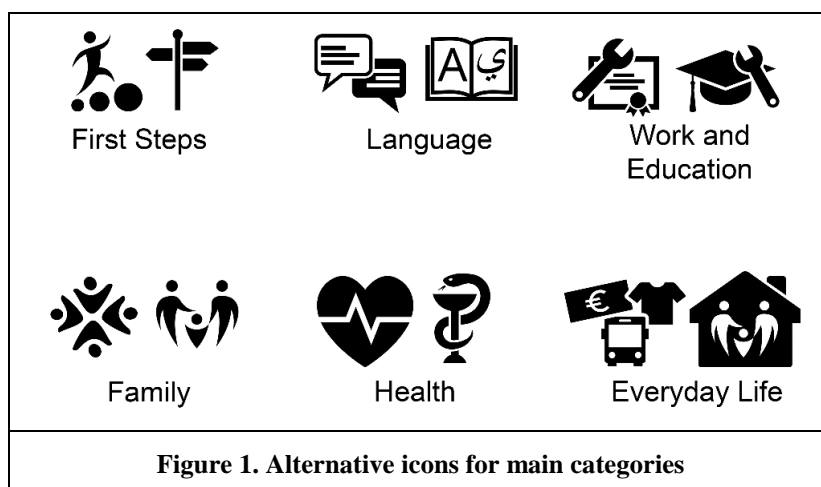 A ي
First Steps
Language
Work and
Education
€
Family
Health
Everyday Life
Figure 1. Alternative icons for main categories